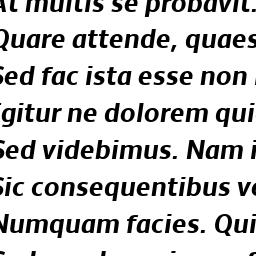 At multis se probavit.
Quare attende, quaes
Sed fac ista esse non
Igitur ne dolorem qui
Sed videbimus. Nam i
Sic consequentibus ve
Numquam facies. Qui